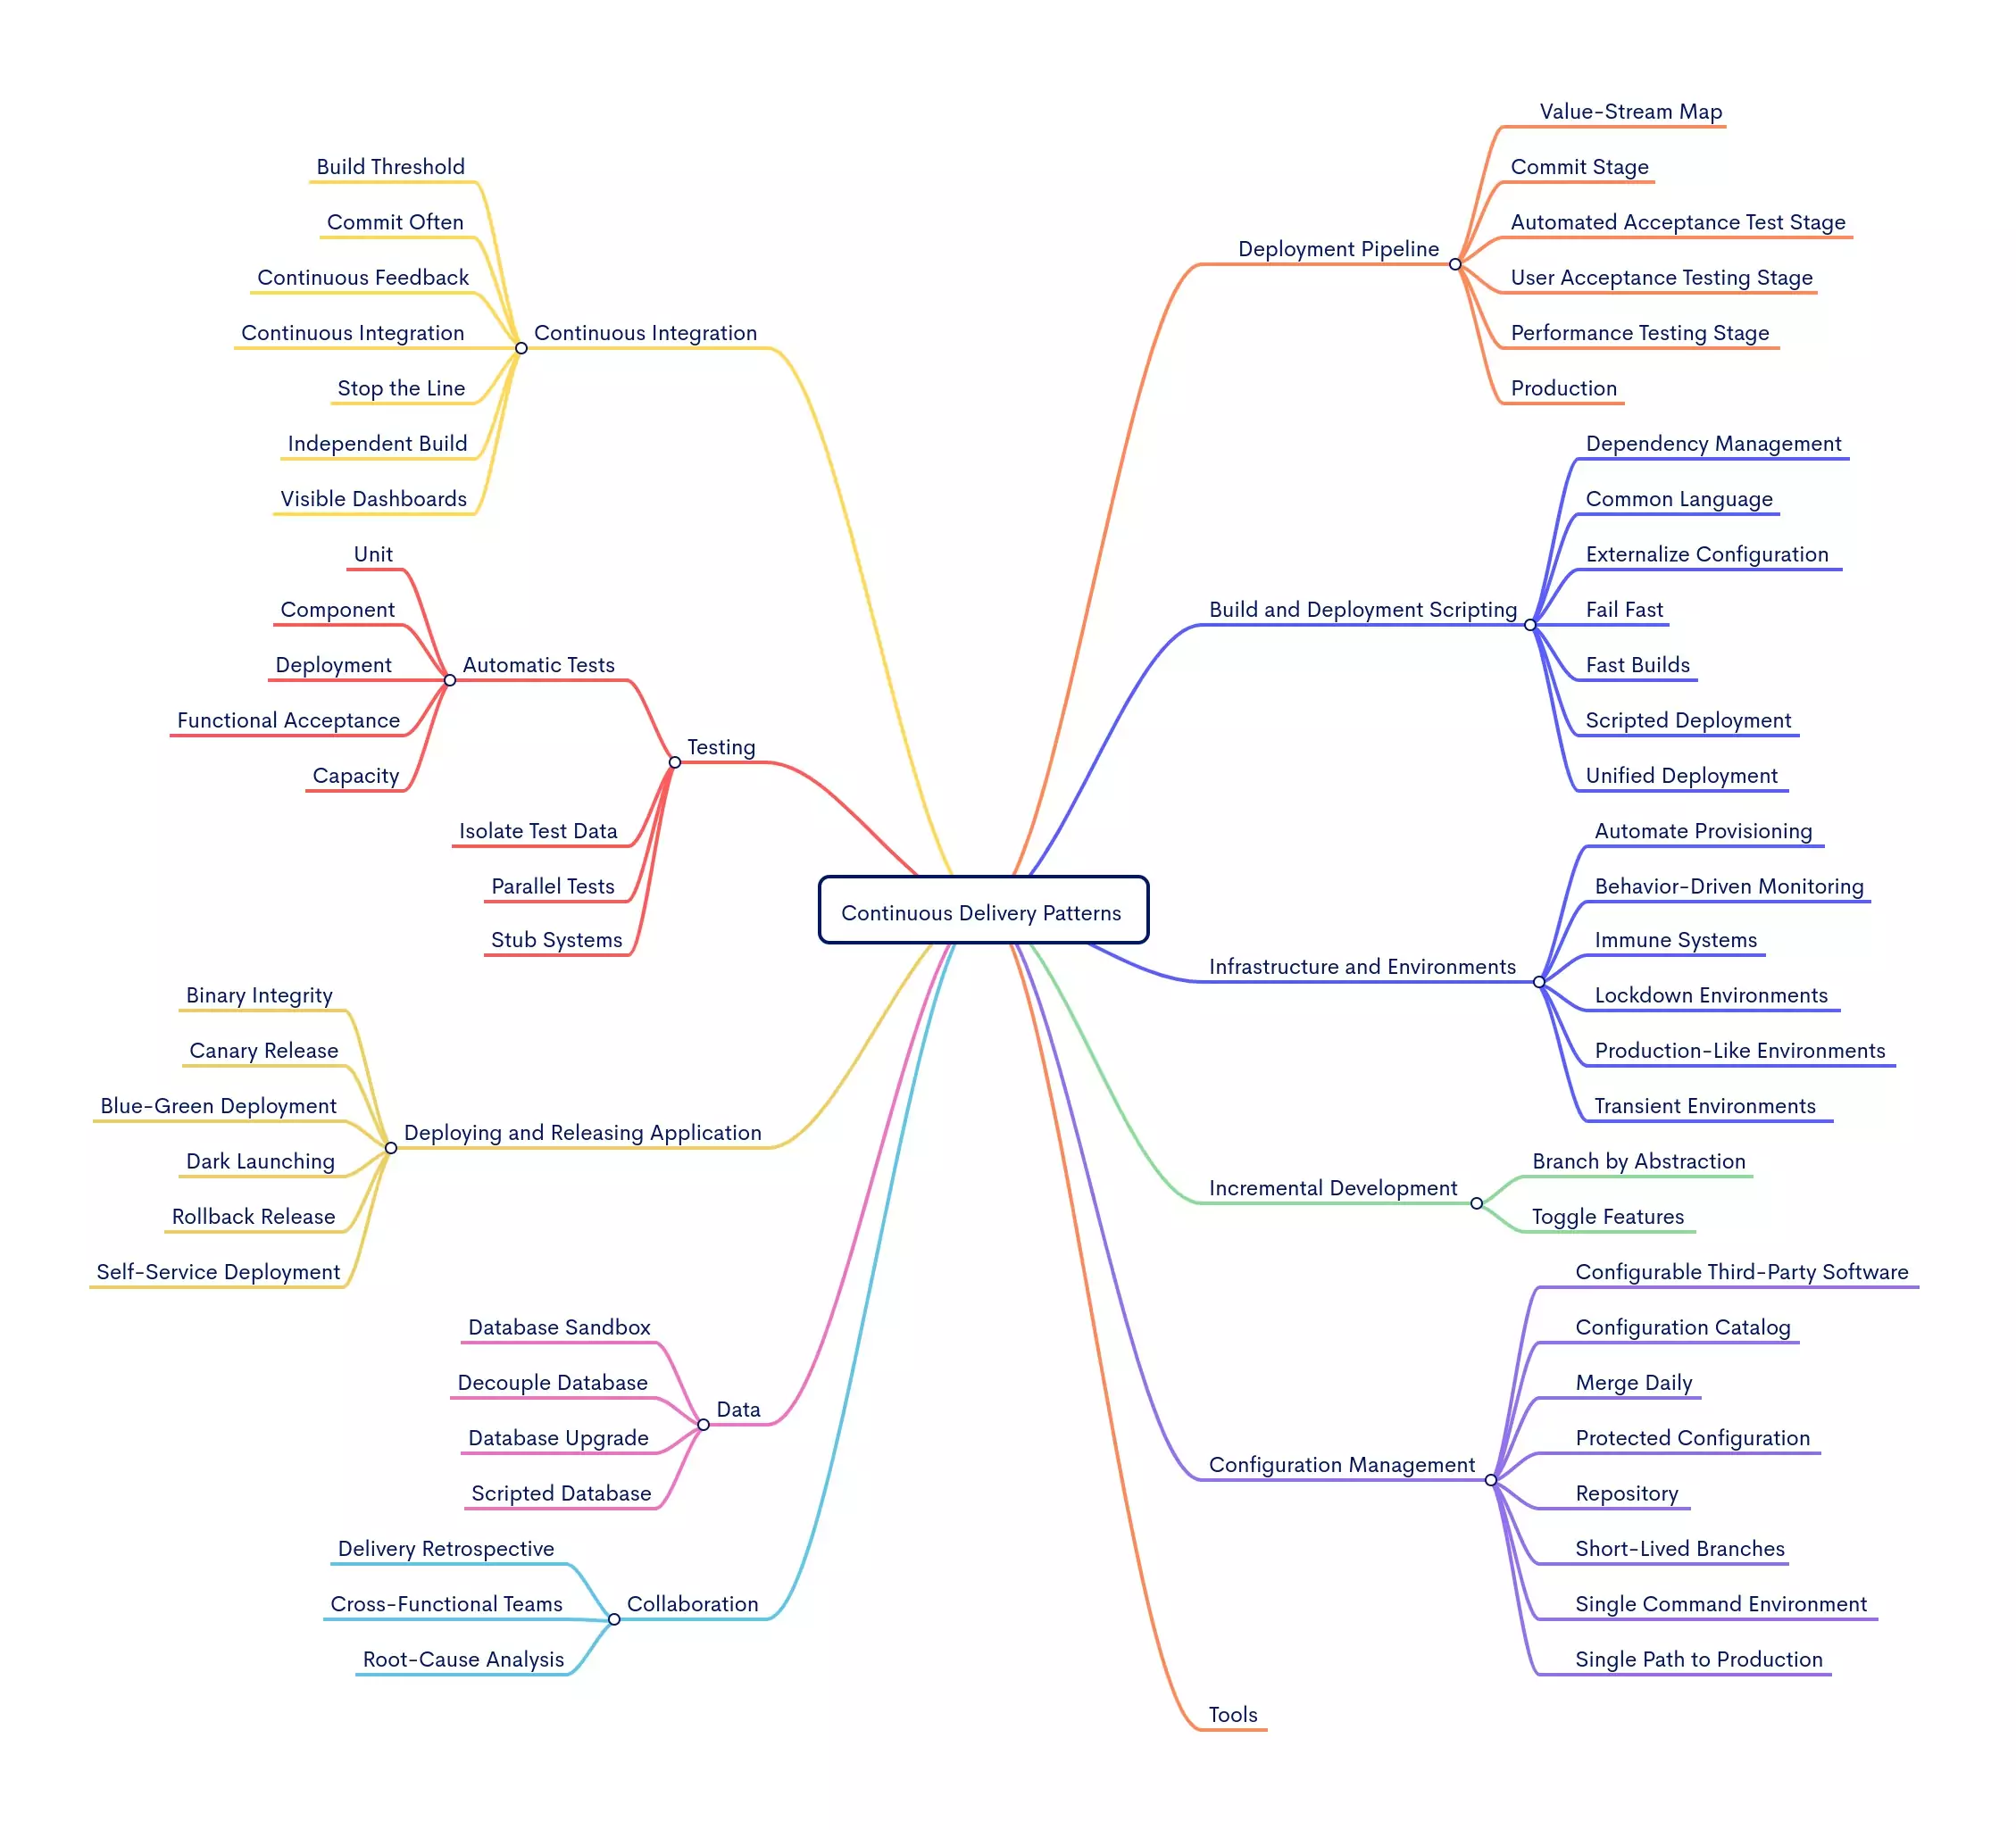 Continuous Delivery Patterns
Deployment Pipeline
Value-Stream Map
Commit Stage
Automated Acceptance Test Stage
User Acceptance Testing Stage
Performance Testing Stage
Production
Build and Deployment Scripting
Dependency Management
Common Language
Externalize Configuration
Fail Fast
Fast Builds
Scripted Deployment
Unified Deployment
Infrastructure and Environments
Automate Provisioning
Behavior-Driven Monitoring
Immune Systems
Lockdown Environments
Production-Like Environments
Transient Environments
Incremental Development
Branch by Abstraction
Toggle Features
Configuration Management
Configurable Third-Party Software
Configuration Catalog
Merge Daily
Protected Configuration
Repository
Short-Lived Branches
Single Command Environment
Single Path to Production
Tools
Continuous Integration
Build Threshold
Commit Often
Continuous Feedback
Continuous Integration
Stop the Line
Independent Build
Visible Dashboards
Testing
Automatic Tests
Unit
Component
Deployment
Functional Acceptance
Capacity
Isolate Test Data
Parallel Tests
Stub Systems
Deploying and Releasing Application
Binary Integrity
Canary Release
Blue-Green Deployment
Dark Launching
Rollback Release
Self-Service Deployment
Data
Database Sandbox
Decouple Database
Database Upgrade
Scripted Database
Collaboration
Delivery Retrospective
Cross-Functional Teams
Root-Cause Analysis